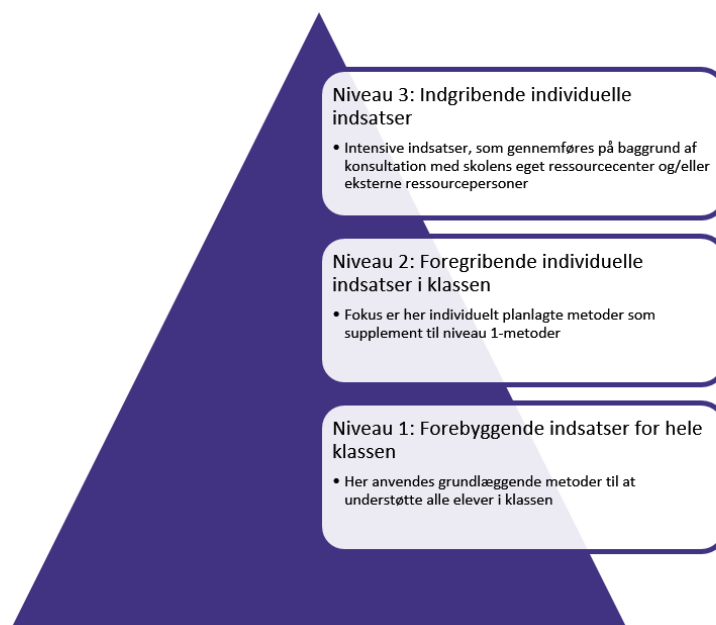 Niveau 3: Indgribende individuelle
indsatser
• Intensive indsatser, som gennemføres på baggrund af
konsultation med skolens eget ressourcecenter og/eller
eksterne ressourcepersoner
Niveau 2: Foregribende individuelle
indsatser i klassen
• Fokus er her individuelt planlagte metoder som
supplement til niveau 1-metoder
Niveau 1: Forebyggende indsatser for hele
klassen
• Her anvendes grundlæggende metoder til at
understøtte alle elever i klassen